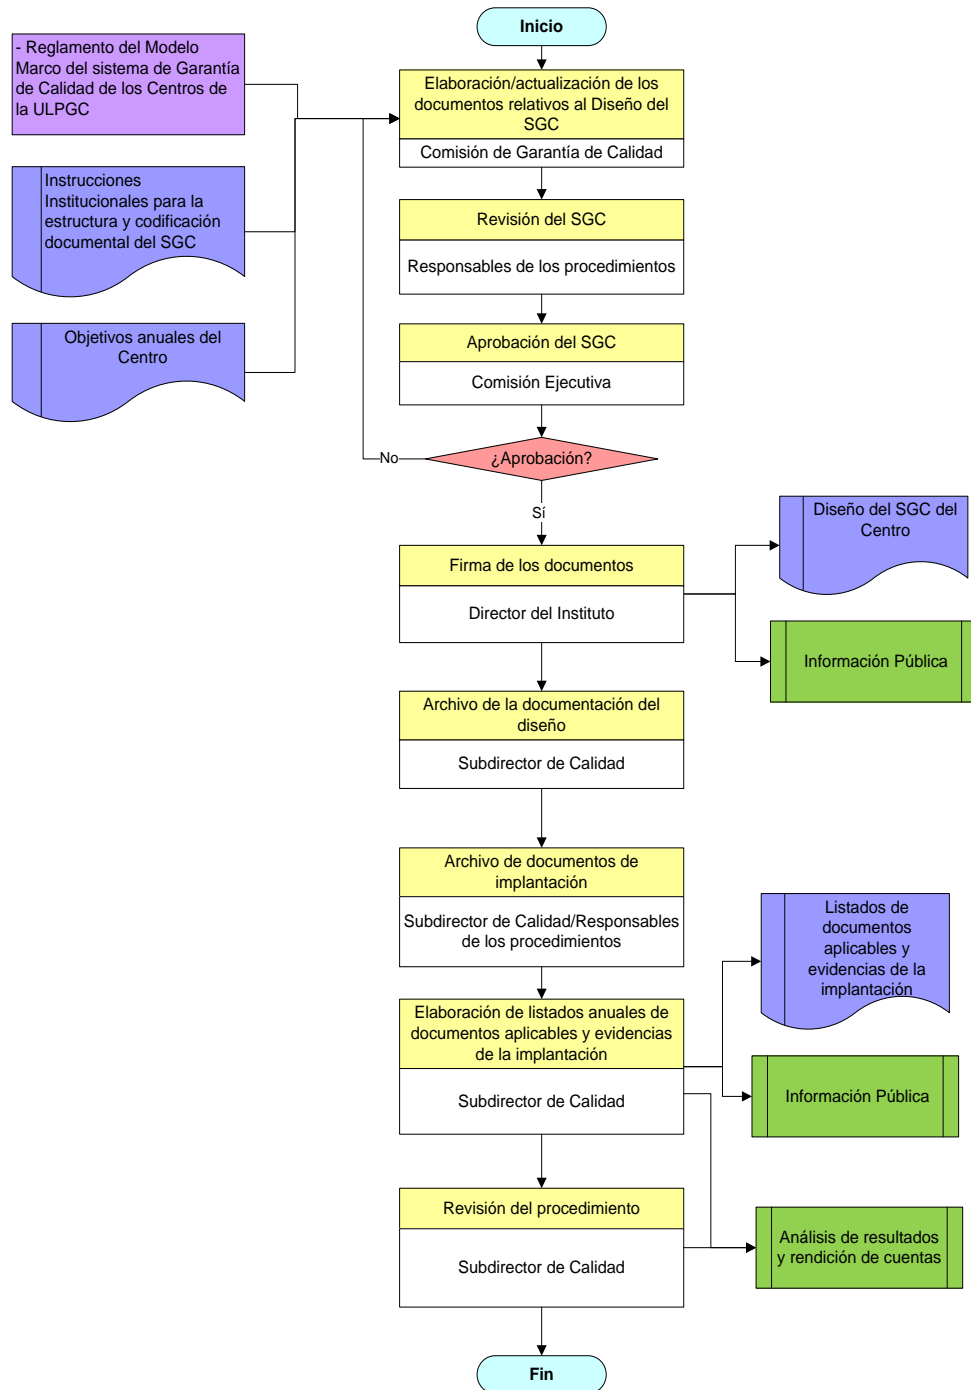 Inicio
- Reglamento del Modelo
Marco del sistema de Garantía
de Calidad de los Centros de
la ULPGC
Elaboración/actualización de los
documentos relativos al Diseño del
SGC
Comisión de Garantía de Calidad
Instrucciones
Institucionales para la
estructura y codificación
documental del SGC
Revisión del SGC
Responsables de los procedimientos
Objetivos anuales del
Centro
Aprobación del SGC
Comisión Ejecutiva
¿Aprobación?
No
Sí
Diseño del SGC del
Centro
Firma de los documentos
Director del Instituto
Información Pública
Archivo de la documentación del
diseño
Subdirector de Calidad
Archivo de documentos de
implantación
Subdirector de Calidad/Responsables
de los procedimientos
Listados de
documentos
aplicables y
evidencias de la
implantación
Elaboración de listados anuales de
documentos aplicables y evidencias
de la implantación
Subdirector de Calidad
Información Pública
Revisión del procedimiento
Subdirector de Calidad
Análisis de resultados
y rendición de cuentas
Fin